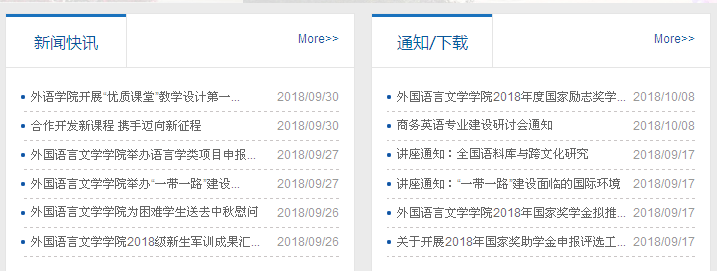 新闻快讯
More>>
外语学院开展“优质课堂”教学设计第一...
2018/09/30
合作开发新课程 携手迈向新征程
2018/09/30
外国语言文学学院举办语言学类项目申报...
2018/09/27
外国语言文学学院举办“一带一路”建设...
2018/09/27
外国语言文学学院为困难学生送去中秋慰问
2018/09/26
外国语言文学学院2018级新生军训成果汇...
2018/09/26
通知/下载
More>>
外国语言文学学院2018年度国家励志奖学...
2018/10/08
商务英语专业建设研讨会通知
2018/10/08
讲座通知：全国语料库与跨文化研究
2018/09/17
讲座通知：“一带一路”建设面临的国际环境
2018/09/17
外国语言文学学院2018年国家奖学金拟推...
2018/09/17
关于开展2018年国家奖助学金申报评选工...
2018/09/17